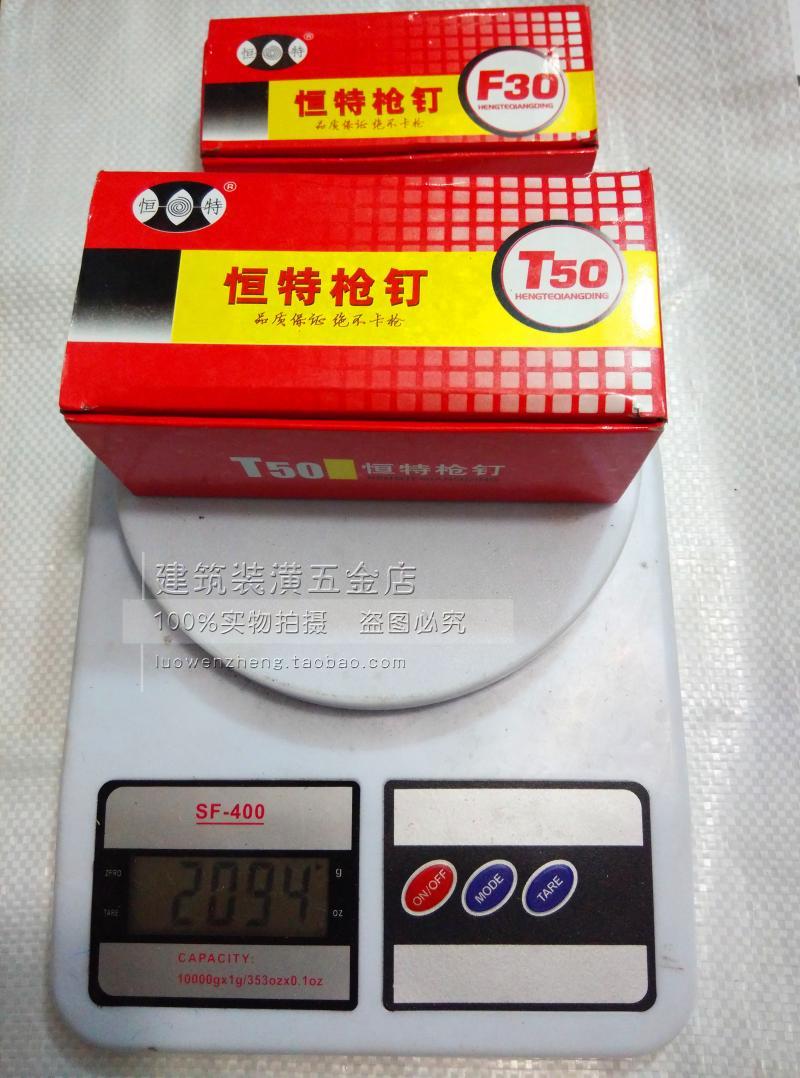 恒 特 ®
恒特枪钉
品质保证 绝不卡枪
F30
HENGTEQIANGDING
恒 特 ®
恒特枪钉
品质保证 绝不卡枪
T50
HENGTEQIANGDING
T50 恒特枪钉
HENGTEQIANGDING
建筑装潢五金店
100%实物拍摄 盗图必究
luowenzheng.taobao.com
SF-400
ZPRO
TARE
2094
g
oz
CAPACITY:
10000gx1g/353ozx0.1oz
ON/OFF
MODE
TARE